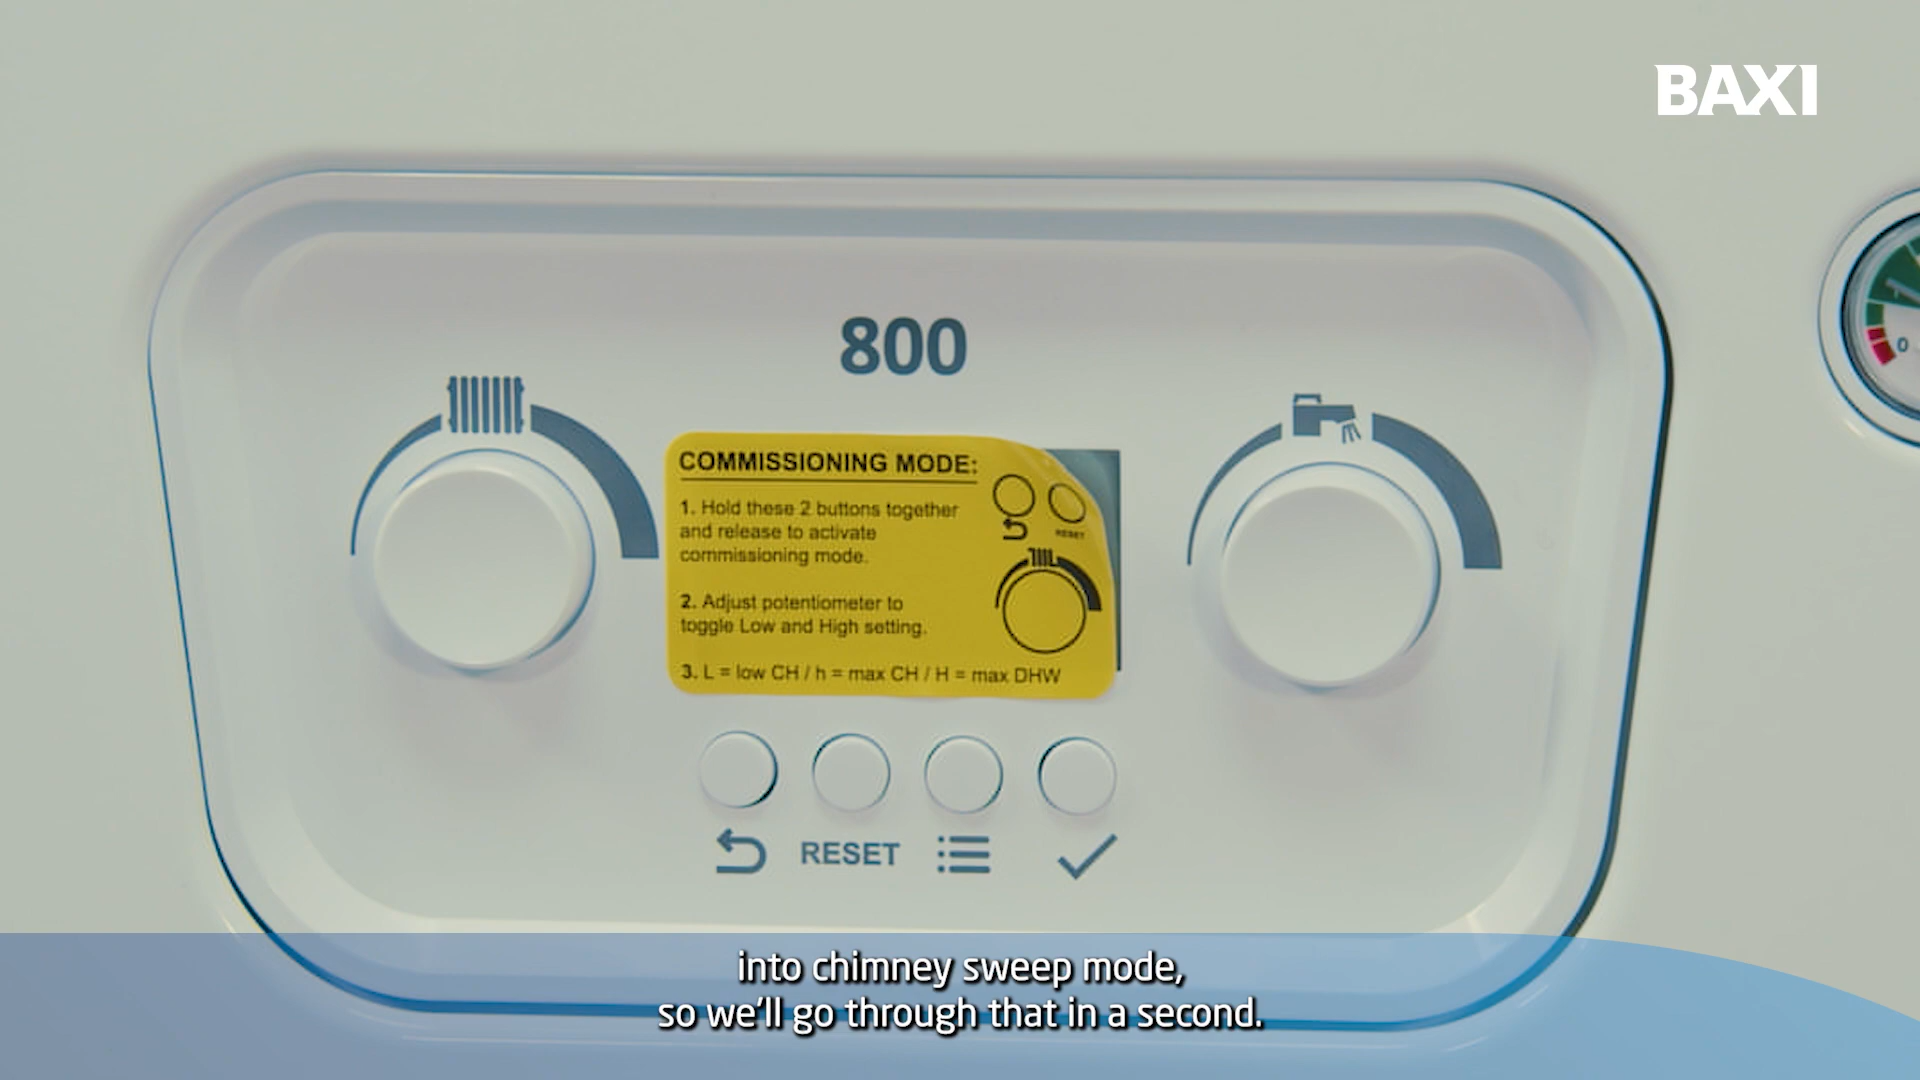 BAXI
800
COMMISSIONING MODE:
1. Hold these 2 buttons together
and release to activate
commissioning mode.
RESET
2. Adjust potentiometer to
toggle Low and High setting.
3. L = low CH / h = max CH / H = max DHW
0
RESET
into chimney sweep mode,
so we'll go through that in a second.